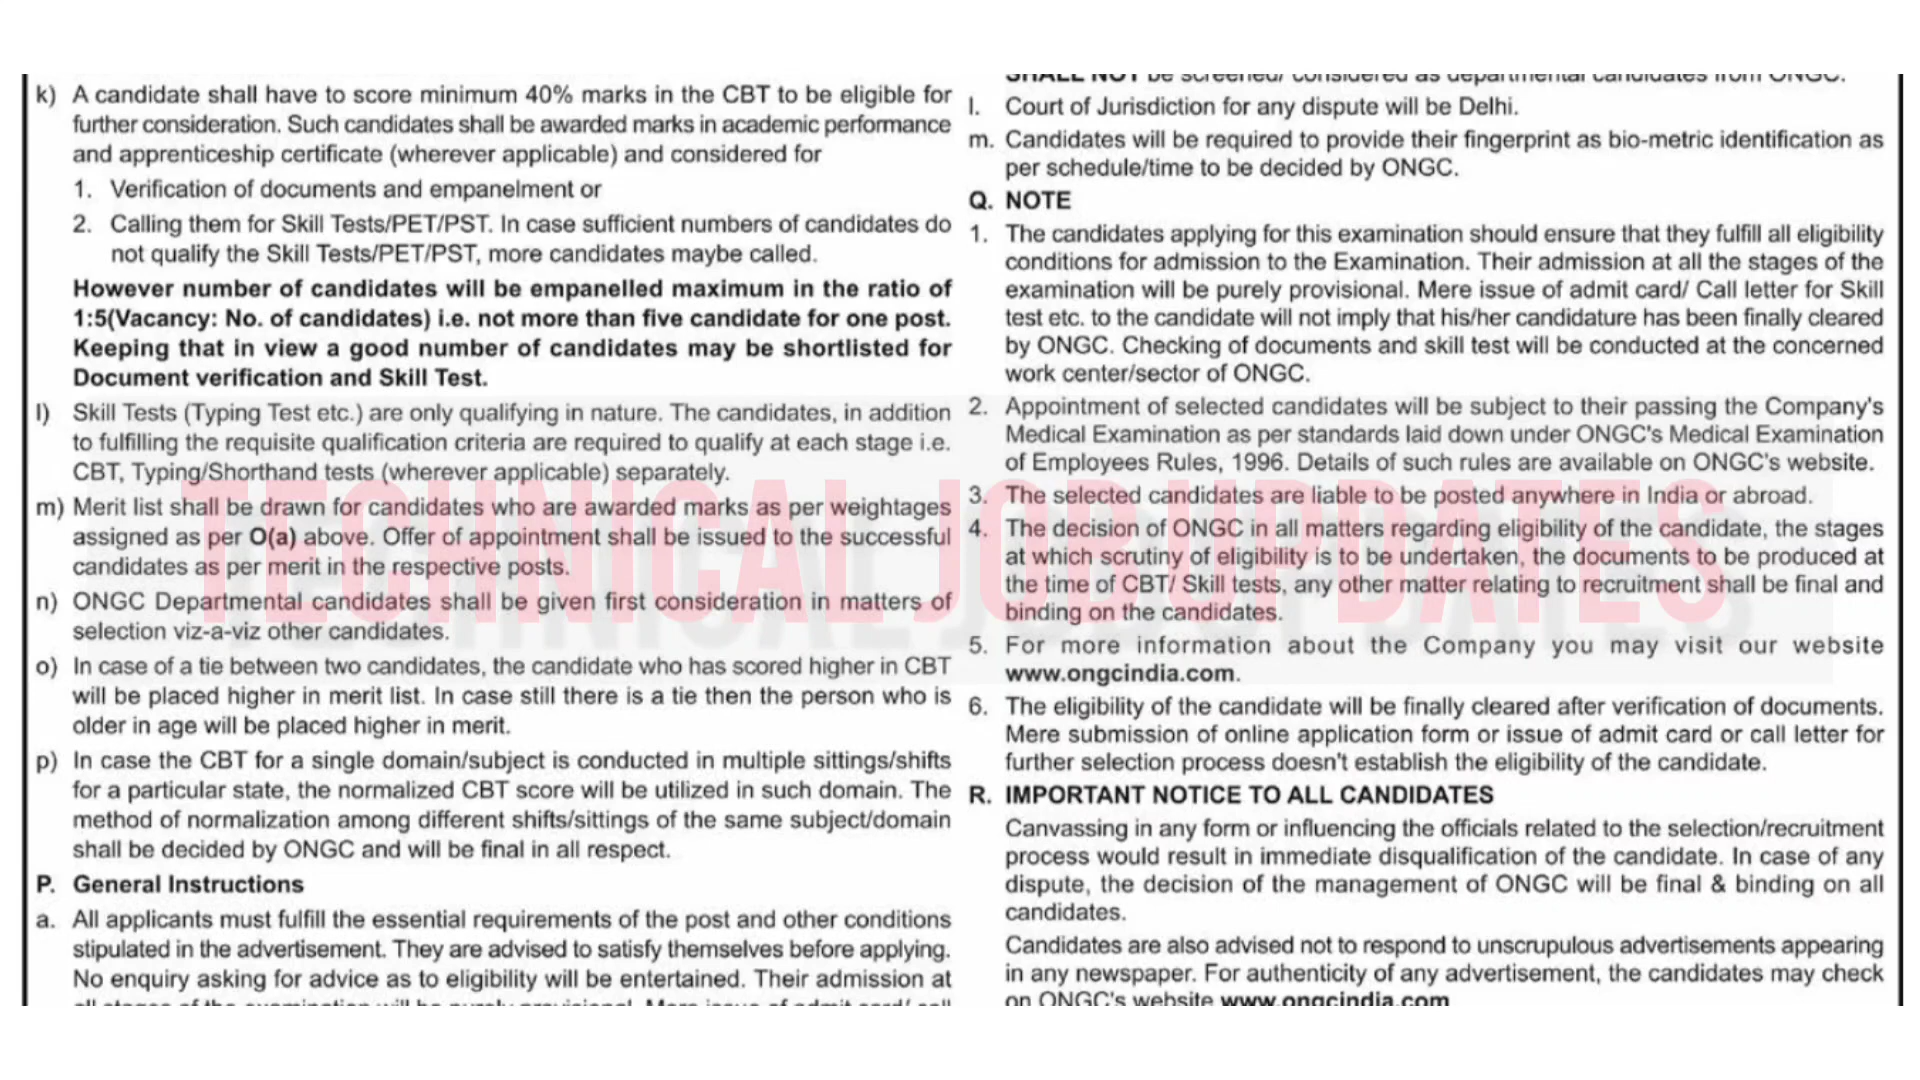 k) A candidate shall have to score minimum 40% marks in the CBT to be eligible for
further consideration. Such candidates shall be awarded marks in academic performance
and apprenticeship certificate (wherever applicable) and considered for
1. Verification of documents and empanelment or
2. Calling them for Skill Tests/PET/PST. In case sufficient numbers of candidates do
not qualify the Skill Tests/PET/PST, more candidates maybe called.
However number of candidates will be empanelled maximum in the ratio of
1:5(Vacancy: No. of candidates) i.e. not more than five candidate for one post.
Keeping that in view a good number of candidates may be shortlisted for
Document verification and Skill Test.
l) Skill Tests (Typing Test etc.) are only qualifying in nature. The candidates, in addition
to fulfilling the requisite qualification criteria are required to qualify at each stage i.e.
CBT, Typing/Shorthand tests (wherever applicable) separately.
m) Merit list shall be drawn for candidates who are awarded marks as per weightages
assigned as per O(a) above. Offer of appointment shall be issued to the successful
candidates as per merit in the respective posts.
n) ONGC Departmental candidates shall be given first consideration in matters of
selection viz-a-viz other candidates.
o) In case of a tie between two candidates, the candidate who has scored higher in CBT
will be placed higher in merit list. In case still there is a tie then the person who is
older in age will be placed higher in merit.
p) In case the CBT for a single domain/subject is conducted in multiple sittings/shifts
for a particular state, the normalized CBT score will be utilized in such domain. The
method of normalization among different shifts/sittings of the same subject/domain
shall be decided by ONGC and will be final in all respect.
P. General Instructions
a. All applicants must fulfill the essential requirements of the post and other conditions
stipulated in the advertisement. They are advised to satisfy themselves before applying.
No enquiry asking for advice as to eligibility will be entertained. Their admission at
all stages of the examination will be purely provisional. Mere issue of admit card/ call
SHALL NOT be screened/ considered as departmental candidates from ONGC.
l. Court of Jurisdiction for any dispute will be Delhi.
m. Candidates will be required to provide their fingerprint as bio-metric identification as
per schedule/time to be decided by ONGC.
Q. NOTE
1. The candidates applying for this examination should ensure that they fulfill all eligibility
conditions for admission to the Examination. Their admission at all the stages of the
examination will be purely provisional. Mere issue of admit card/ Call letter for Skill
test etc. to the candidate will not imply that his/her candidature has been finally cleared
by ONGC. Checking of documents and skill test will be conducted at the concerned
work center/sector of ONGC.
2. Appointment of selected candidates will be subject to their passing the Company's
Medical Examination as per standards laid down under ONGC's Medical Examination
of Employees Rules, 1996. Details of such rules are available on ONGC's website.
3. The selected candidates are liable to be posted anywhere in India or abroad.
4. The decision of ONGC in all matters regarding eligibility of the candidate, the stages
at which scrutiny of eligibility is to be undertaken, the documents to be produced at
the time of CBT/ Skill tests, any other matter relating to recruitment shall be final and
binding on the candidates.
5. For more information about the Company you may visit our website
www.ongcindia.com.
6. The eligibility of the candidate will be finally cleared after verification of documents.
Mere submission of online application form or issue of admit card or call letter for
further selection process doesn't establish the eligibility of the candidate.
R. IMPORTANT NOTICE TO ALL CANDIDATES
Canvassing in any form or influencing the officials related to the selection/recruitment
process would result in immediate disqualification of the candidate. In case of any
dispute, the decision of the management of ONGC will be final & binding on all
candidates.
Candidates are also advised not to respond to unscrupulous advertisements appearing
in any newspaper. For authenticity of any advertisement, the candidates may check
on ONGC's website www.ongcindia.com
TECHNICAL JOB UPDATES